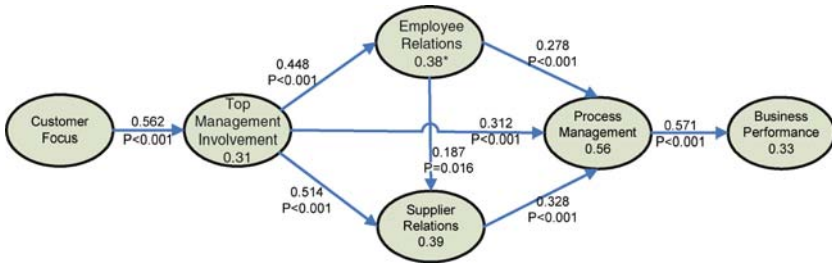 Employee
Relations
0.38*
0.448
P<0.001
0.278
P<0.001
Customer
Focus
0.562
P<0.001
Top
Management
Involvement
0.31
0.312
P<0.001
Process
Management
0.56
0.571
P<0.001
Business
Performance
0.33
0.187
P=0.016
0.514
P<0.001
Supplier
Relations
0.39
0.328
P<0.001